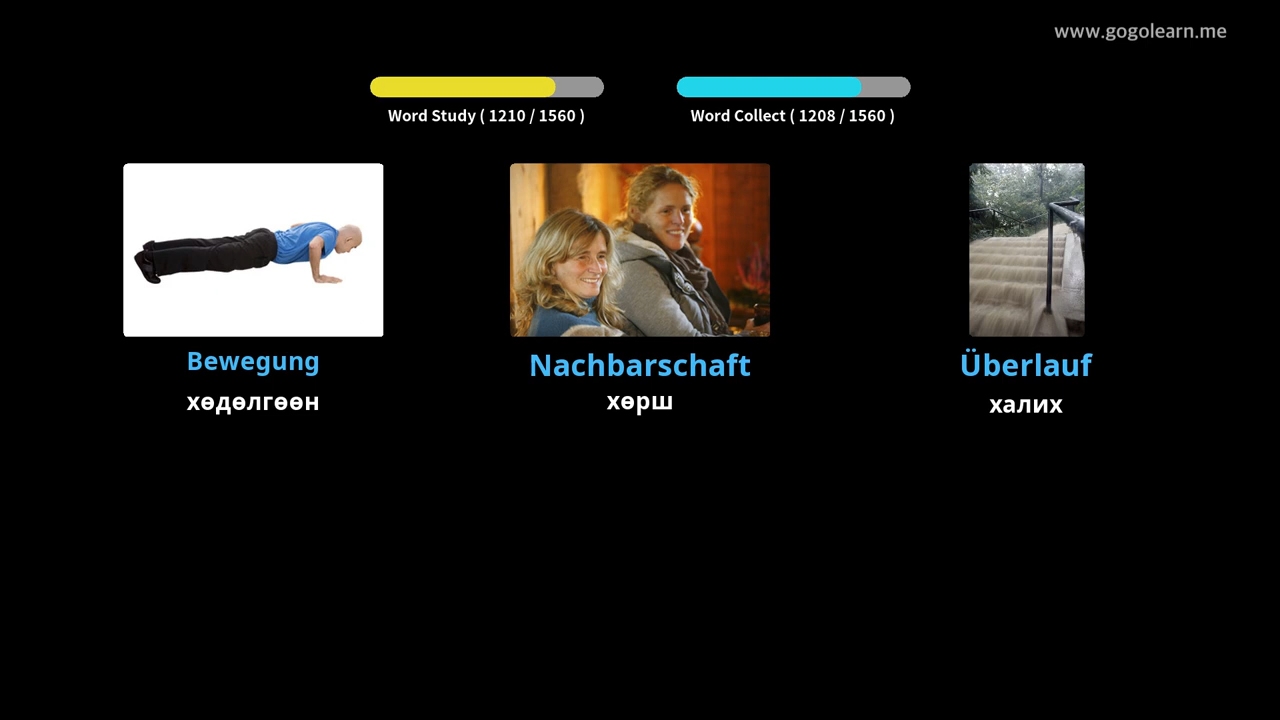 www.gogolearn.me
Word Study ( 1210 / 1560 )
Word Collect ( 1208 / 1560 )
Bewegung
хөдөлгөөн
Nachbarschaft
хөрш
Überlauf
халих